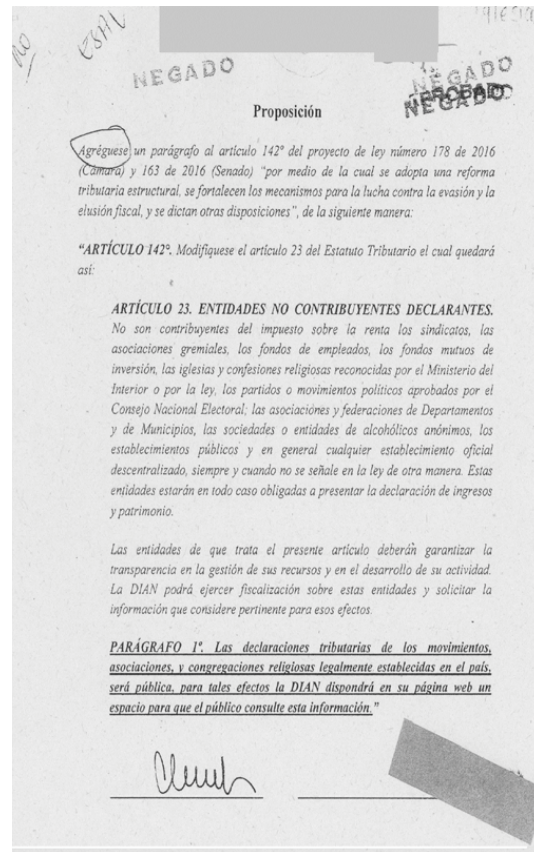 NO
NEGADO
NEGADO
NEGADO
Proposición
Agréguese un parágrafo al artículo 142º del proyecto de ley número 178 de 2016
(Cámara) y 163 de 2016 (Senado) “por medio de la cual se adopta una reforma
tributaria estructural, se fortalecen los mecanismos para la lucha contra la evasión y la
elusión fiscal, y se dictan otras disposiciones”, de la siguiente manera:
“ARTÍCULO 142º. Modifíquese el artículo 23 del Estatuto Tributario el cual quedará
así:
ARTÍCULO 23. ENTIDADES NO CONTRIBUYENTES DECLARANTES.
No son contribuyentes del impuesto sobre la renta los sindicatos, las
asociaciones gremiales, los fondos de empleados, los fondos mutuos de
inversión, las iglesias y confesiones religiosas reconocidas por el Ministerio del
Interior o por la ley, los partidos o movimientos políticos aprobados por el
Consejo Nacional Electoral; las asociaciones y federaciones de Departamentos
y de Municipios, las sociedades o entidades de alcohólicos anónimos, los
establecimientos públicos y en general cualquier establecimiento oficial
descentralizado, siempre y cuando no se señale en la ley de otra manera. Estas
entidades estarán en todo caso obligadas a presentar la declaración de ingresos
y patrimonio.
Las entidades de que trata el presente artículo deberán garantizar la
transparencia en la gestión de sus recursos y en el desarrollo de su actividad.
La DIAN podrá ejercer fiscalización sobre estas entidades y solicitar la
información que considere pertinente para esos efectos.
PARÁGRAFO 1º. Las declaraciones tributarias de los movimientos,
asociaciones, y congregaciones religiosas legalmente establecidas en el país,
será pública, para tales efectos la DIAN dispondrá en su página web un
espacio para que el público consulte esta información.”